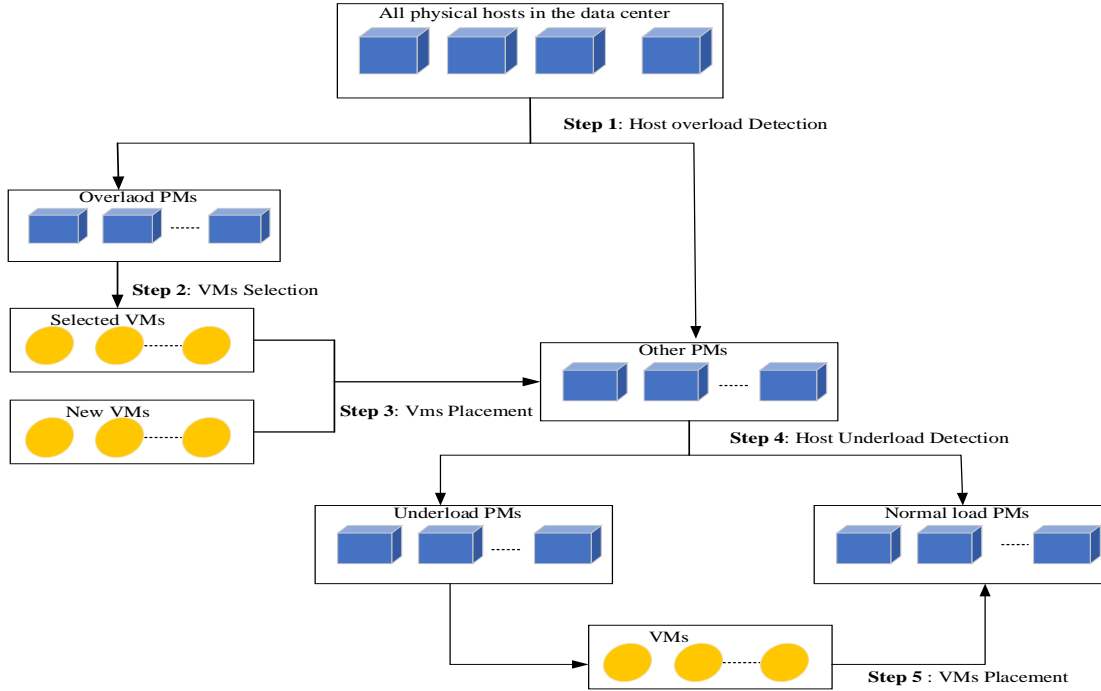 All physical hosts in the data center
Step 1: Host overload Detection
Overlaod PMs
Step 2: VMs Selection
Selected VMs
Other PMs
New VMs
Step 3: Vms Placement
Step 4: Host Underload Detection
Underload PMs
Normal load PMs
VMs
Step 5 : VMs Placement